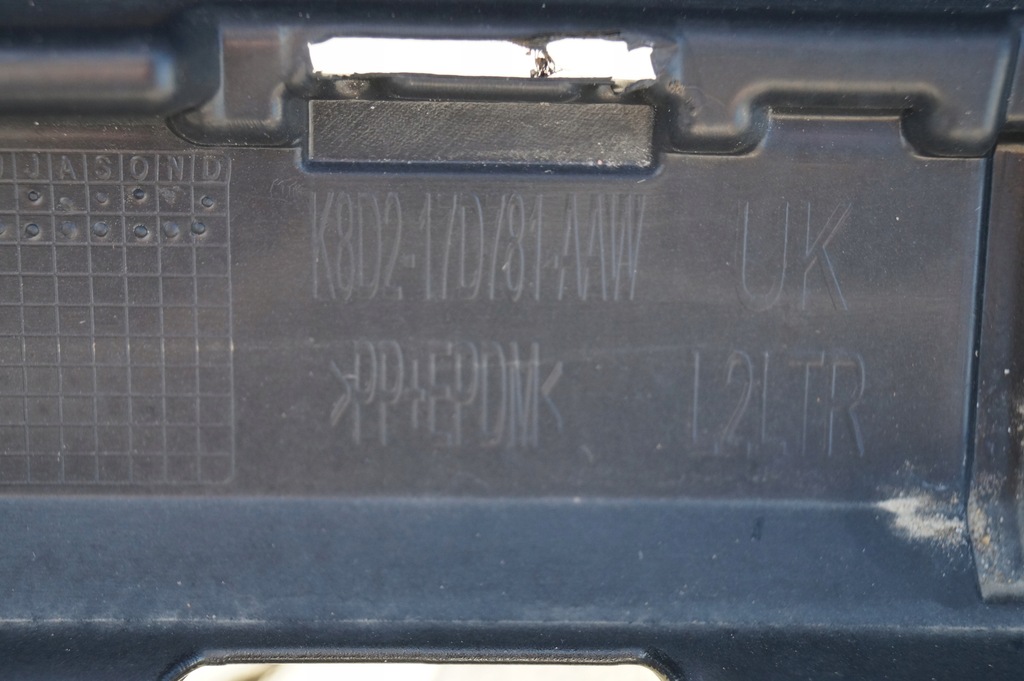 JASOND
K8D2-17D781-AAW
UK
>PP+EPDM<
L2LTR